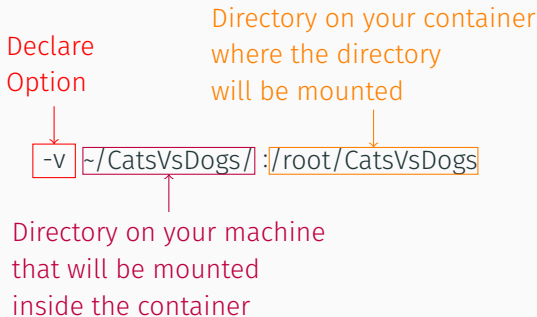 Directory on your container
where the directory
will be mounted
Declare
Option
-v ~/CatsVsDogs/ :/root/CatsVsDogs
Directory on your machine
that will be mounted
inside the container